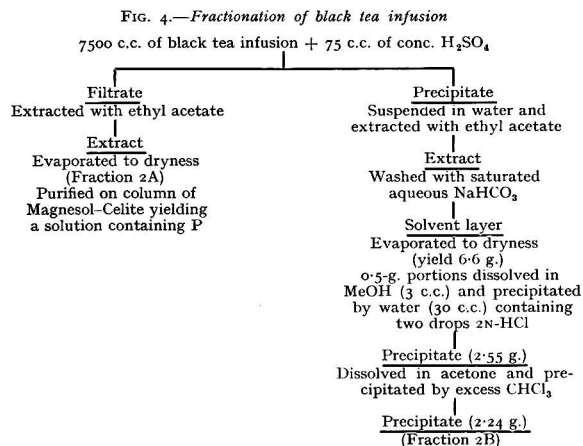 FIG. 4.—Fractionation of black tea infusion
7500 c.c. of black tea infusion + 75 c.c. of conc. H₂SO₄
Filtrate
Extracted with ethyl acetate
Extract
Evaporated to dryness
(Fraction 2A)
Purified on column of
Magnesol–Celite yielding
a solution containing P
Precipitate
Suspended in water and
extracted with ethyl acetate
Extract
Washed with saturated
aqueous NaHCO₃
Solvent layer
Evaporated to dryness
(yield 6·6 g.)
0·5-g. portions dissolved in
MeOH (3 c.c.) and precipitated
by water (30 c.c.) containing
two drops 2N-HCl
Precipitate (2·55 g.)
Dissolved in acetone and pre-
cipitated by excess CHCl₃
Precipitate (2·24 g.)
(Fraction 2B)